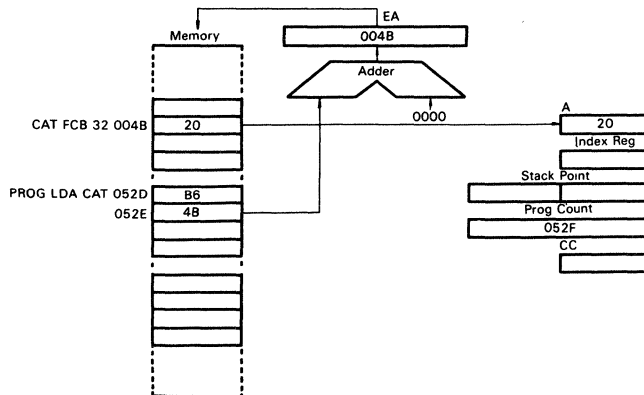 EA
Memory
004B
Adder
A
0000
CAT FCB 32 004B
20
20
Index Reg
Stack Point
PROG LDA CAT 052D
B6
052E
4B
Prog Count
052F
CC